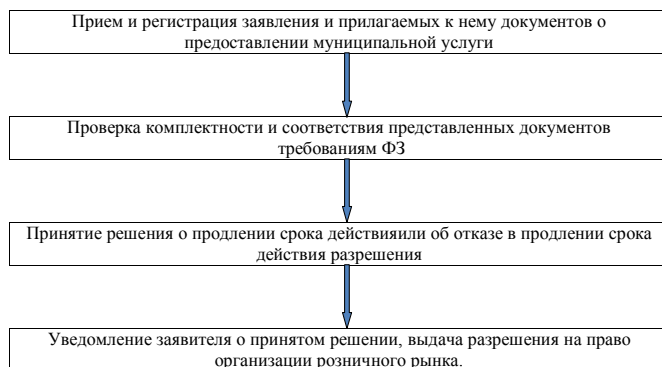 Прием и регистрация заявления и прилагаемых к нему документов о
предоставлении муниципальной услуги
Проверка комплектности и соответствия представленных документов
требованиям ФЗ
Принятие решения о продлении срока действияили об отказе в продлении срока
действия разрешения
Уведомление заявителя о принятом решении, выдача разрешения на право
организации розничного рынка.